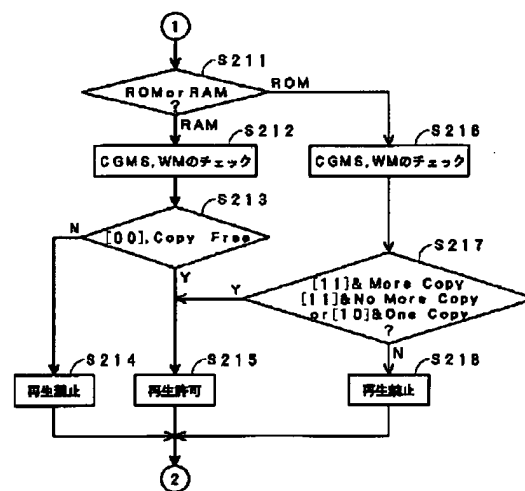 1
S211
ROM or RAM
?
ROM
RAM
S212
CGMS, WMのチェック
S216
CGMS, WMのチェック
S213
[00], Copy Free
N
Y
S217
[11]& More Copy
[11]&No More Copy
or[10]&One Copy
?
Y
N
S214
再生禁止
S215
再生許可
S218
再生禁止
2